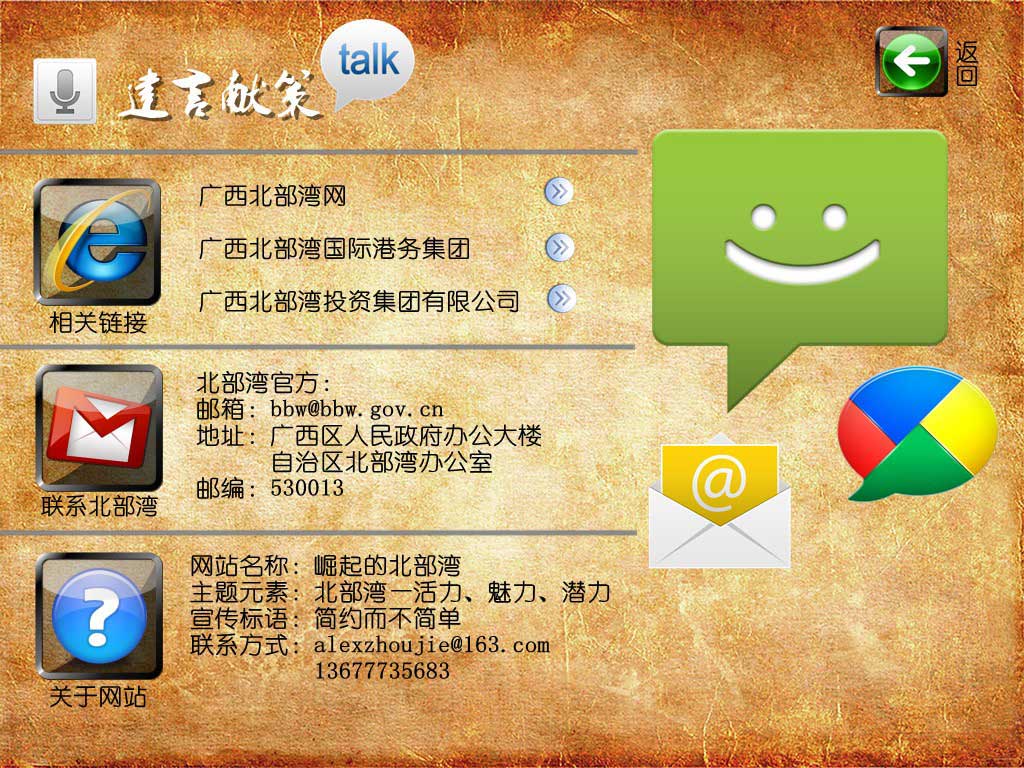 建言献策
talk
返回
广西北部湾网
广西北部湾国际港务集团
广西北部湾投资集团有限公司
相关链接
北部湾官方：
邮箱：bbw@bbw.gov.cn
地址：广西区人民政府办公大楼
自治区北部湾办公室
邮编：530013
联系北部湾
网站名称：崛起的北部湾
主题元素：北部湾—活力、魅力、潜力
宣传标语：简约而不简单
联系方式：alexzhoujie@163.com
13677735683
关于网站
@